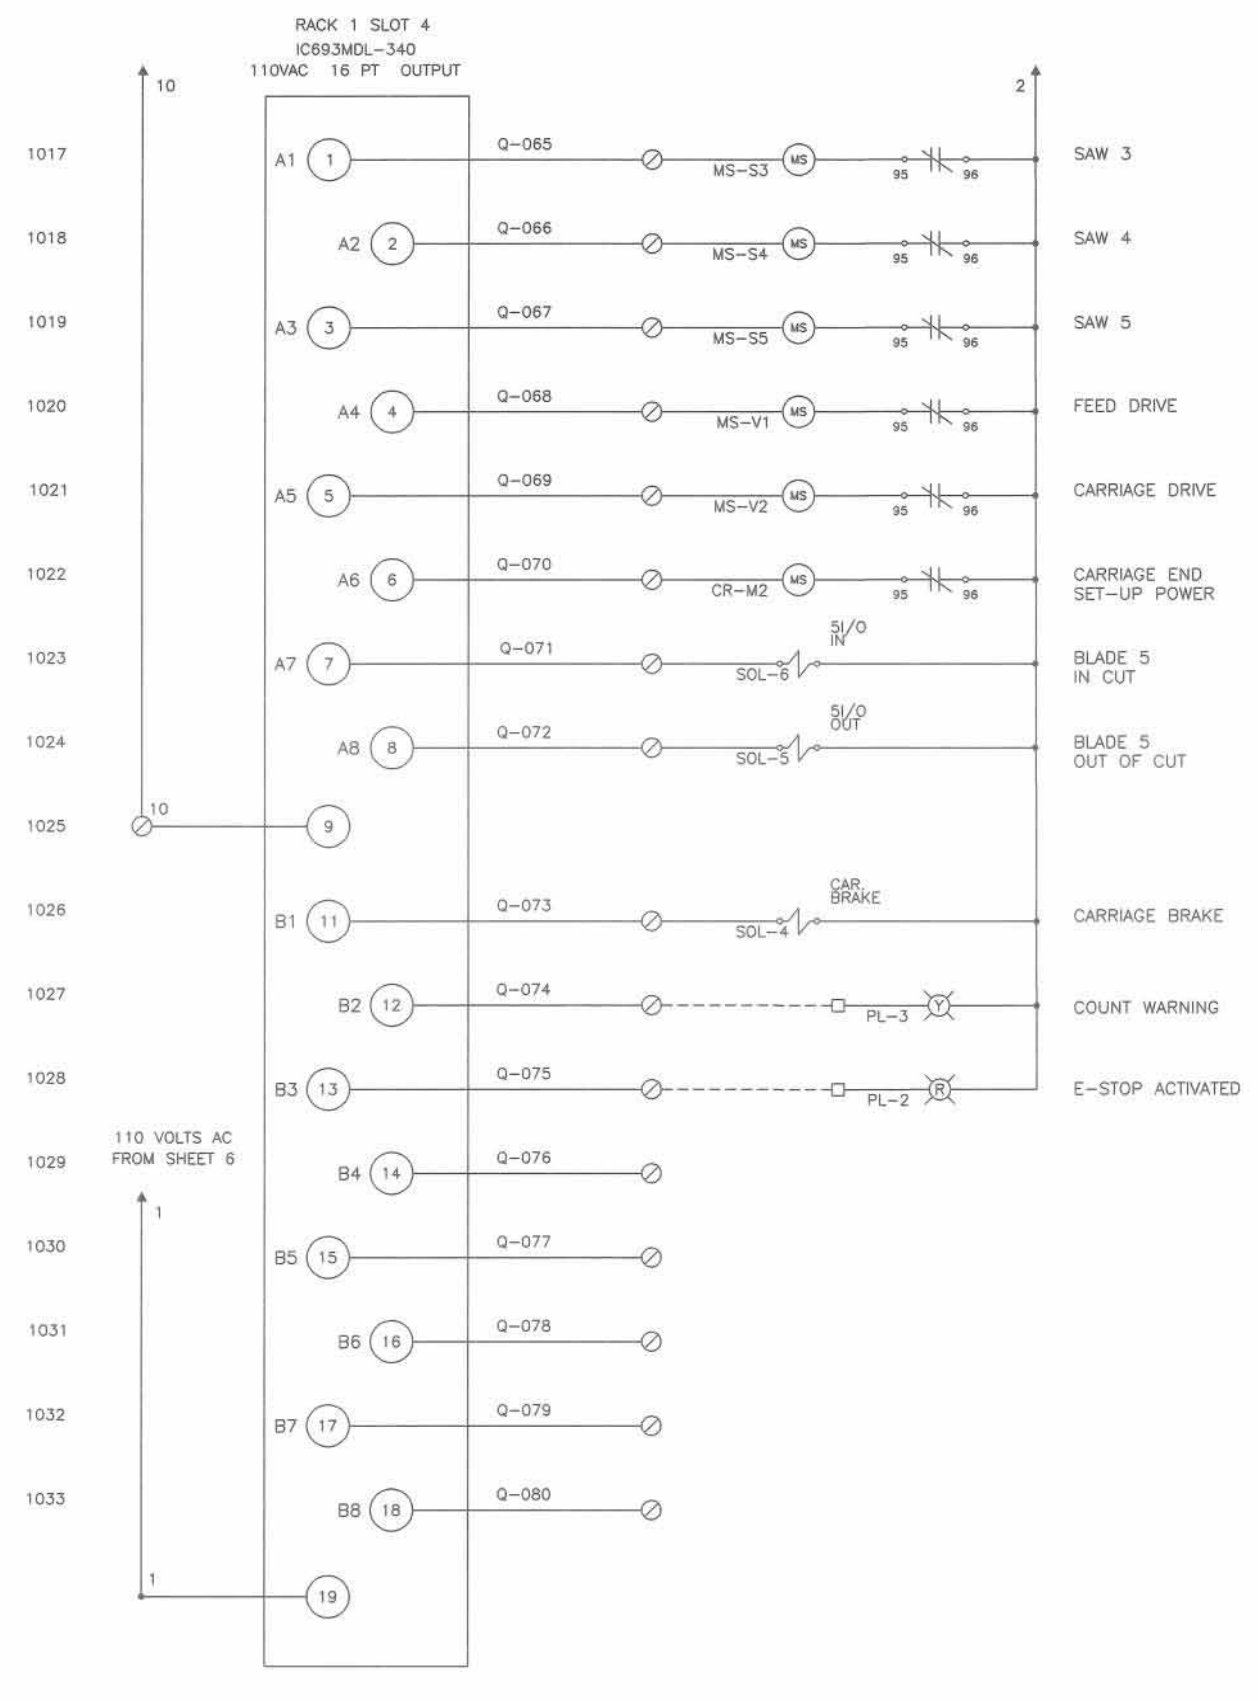 RACK 1 SLOT 4
IC693MDL-340
110VAC 16 PT OUTPUT
10
2
1017
A1
1
Q-065
MS-S3
MS
95
96
SAW 3
1018
A2
2
Q-066
MS-S4
MS
95
96
SAW 4
1019
A3
3
Q-067
MS-S5
MS
95
96
SAW 5
1020
A4
4
Q-068
MS-V1
MS
95
96
FEED DRIVE
1021
A5
5
Q-069
MS-V2
MS
95
96
CARRIAGE DRIVE
1022
A6
6
Q-070
CR-M2
MS
95
96
CARRIAGE END
SET-UP POWER
1023
A7
7
Q-071
SOL-6
5I/O
IN
BLADE 5
IN CUT
1024
A8
8
Q-072
SOL-5
5I/O
OUT
BLADE 5
OUT OF CUT
1025
10
9
1026
B1
11
Q-073
SOL-4
CAR.
BRAKE
CARRIAGE BRAKE
1027
B2
12
Q-074
PL-3
Y
COUNT WARNING
1028
B3
13
Q-075
PL-2
R
E-STOP ACTIVATED
110 VOLTS AC
FROM SHEET 6
1
1029
B4
14
Q-076
1030
B5
15
Q-077
1031
B6
16
Q-078
1032
B7
17
Q-079
1033
B8
18
Q-080
1
19